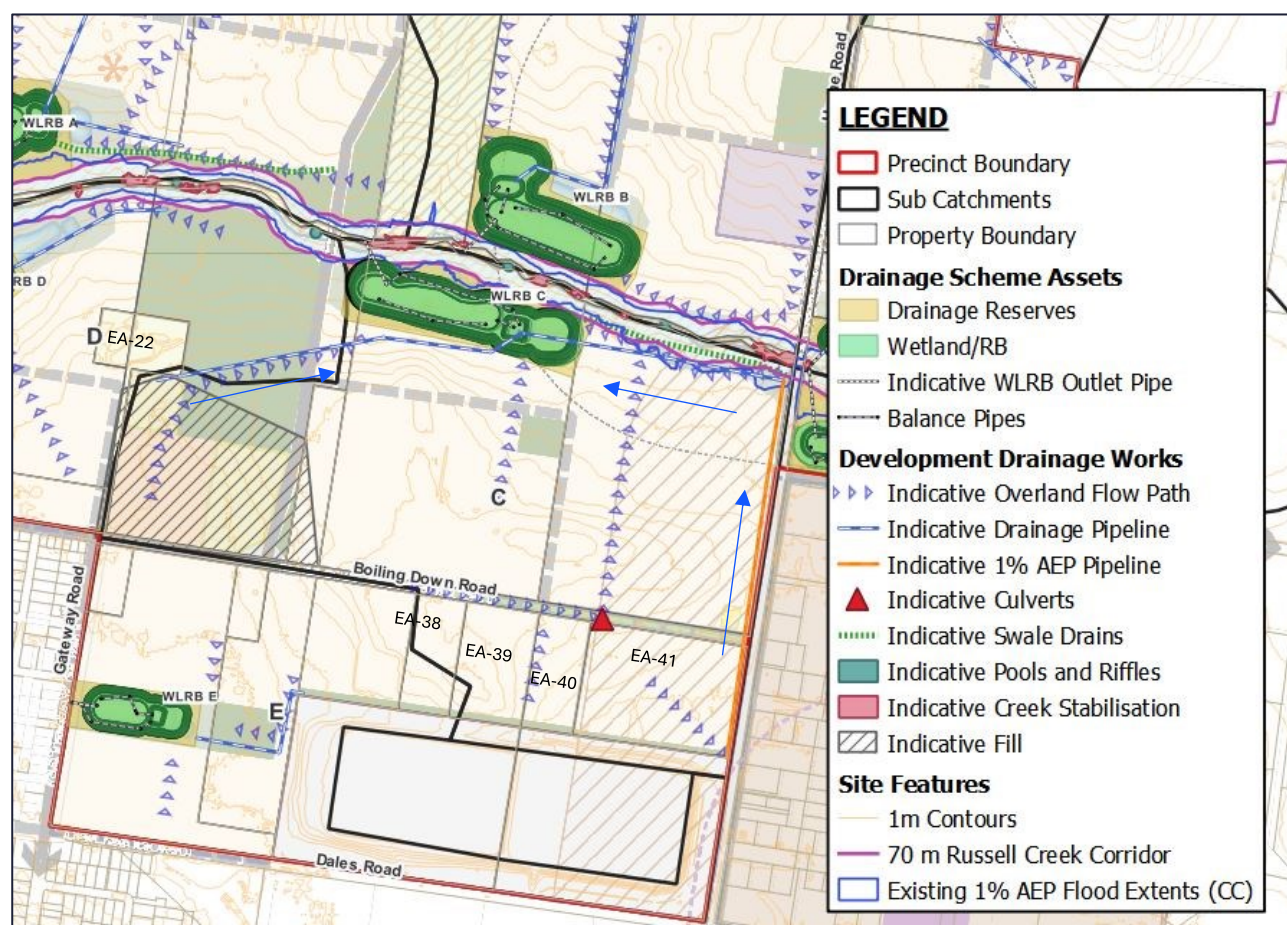 WLRB A
WLRB B
RB D
WLRB C
D
EA-22
C
Boiling Down Road
Gateway Road
EA-38
EA-39
EA-40
EA-41
WLRB E
E
Dales Road
Road
LEGEND
Precinct Boundary
Sub Catchments
Property Boundary
Drainage Scheme Assets
Drainage Reserves
Wetland/RB
Indicative WLRB Outlet Pipe
Balance Pipes
Development Drainage Works
Indicative Overland Flow Path
Indicative Drainage Pipeline
Indicative 1% AEP Pipeline
Indicative Culverts
Indicative Swale Drains
Indicative Pools and Riffles
Indicative Creek Stabilisation
Indicative Fill
Site Features
1m Contours
70 m Russell Creek Corridor
Existing 1% AEP Flood Extents (CC)